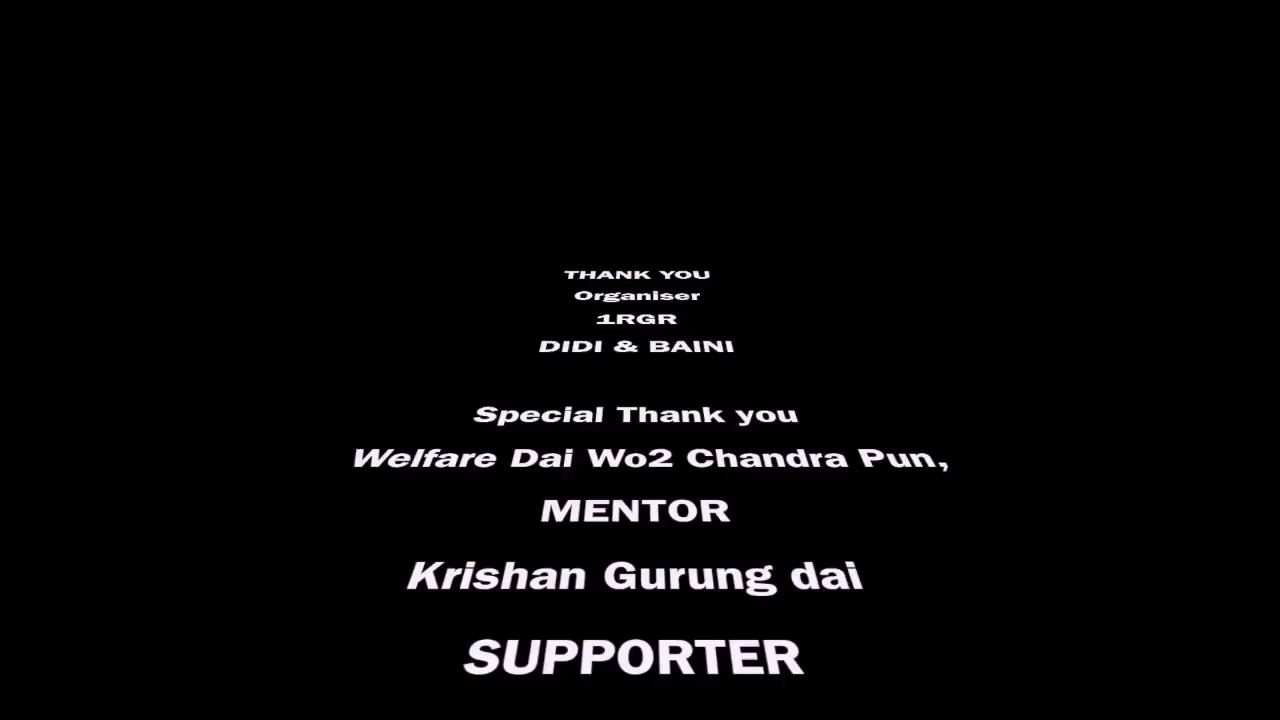 THANK YOU
Organiser
1RGR
DIDI & BAINI
Special Thank you
Welfare Dai Wo2 Chandra Pun,
MENTOR
Krishan Gurung dai
SUPPORTER